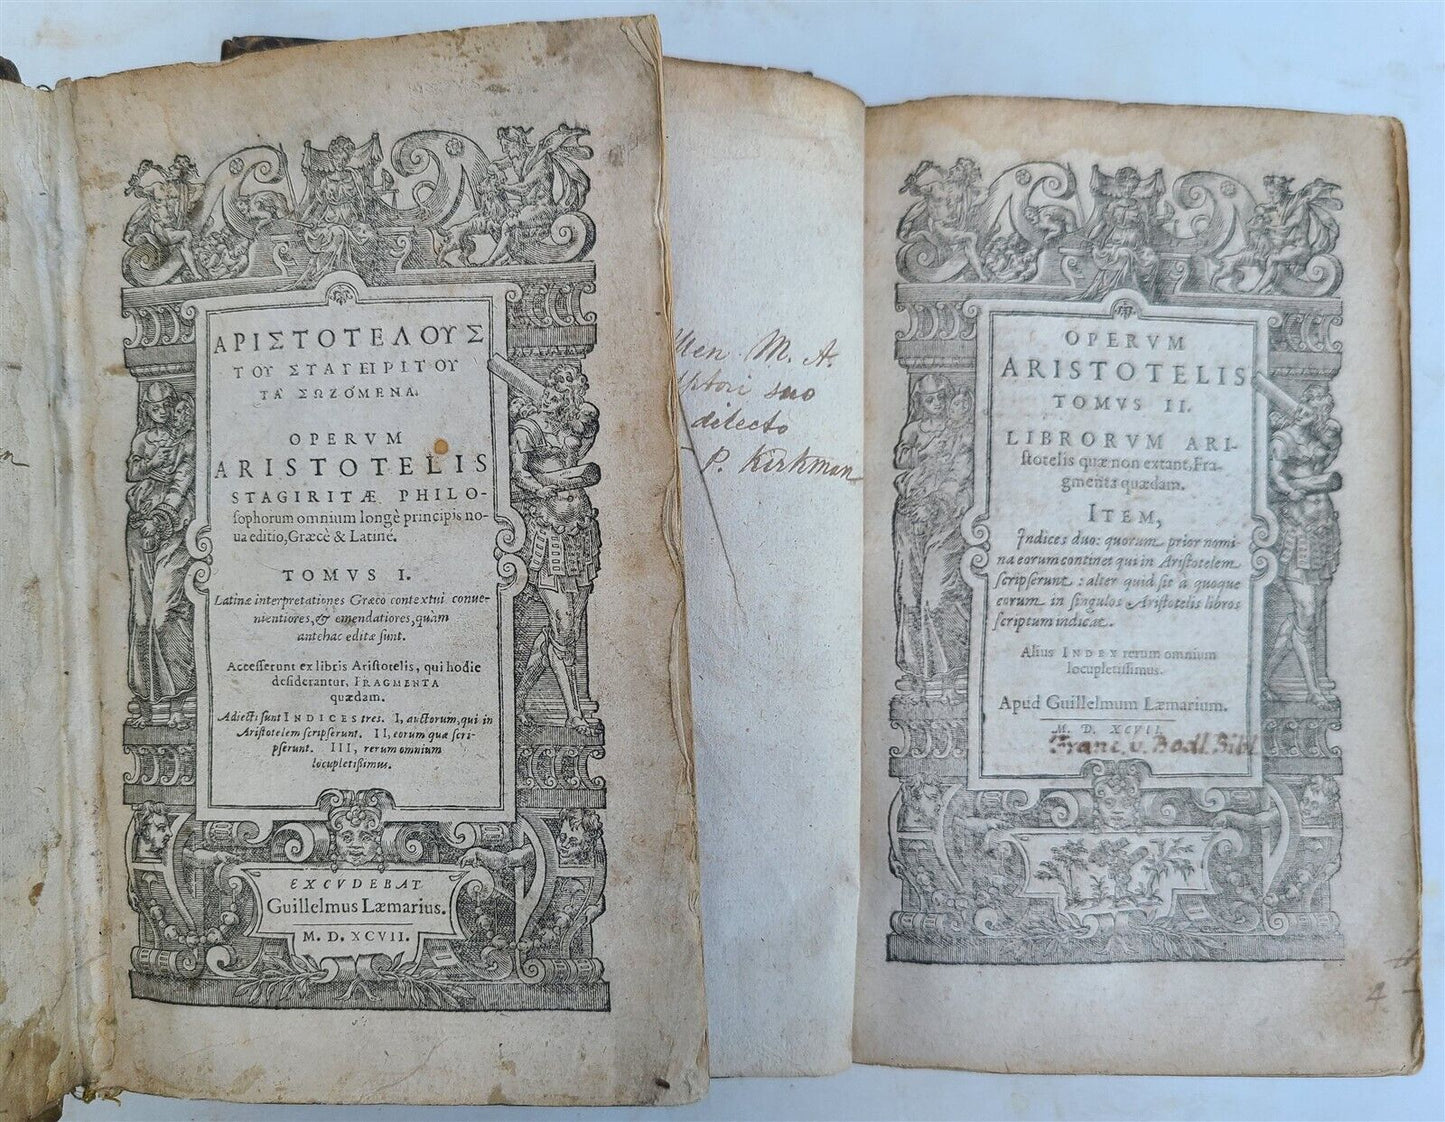 ΑΡΙΣΤΟΤΕΛΟΥΣ
ΤΟΥ ΣΤΑΓΕΙΡΙΤΟΥ
ΤΑ ΣΩΖΟΜΕΝΑ.
OPERVM
ARISTOTELIS
STAGIRITÆ PHILO-
sophorum omnium longè principis no-
ua editio, Græcè & Latinè.
TOMVS I.
Latinæ interpretationes Græco contextui conue-
nientiores, & emendatiores, quam
antehac editæ sunt.
Accesserunt ex libris Aristotelis, qui hodie
desiderantur, FRAGMENTA
quædam.
Adiecti sunt INDICES tres. I, auctorum, qui in
Aristotelem scripserunt. II, eorum quæ scri-
pserunt. III, rerum omnium
locupletißimus.
EXCVDEBAT
Guillelmus Læmarius.
M. D. XCVII.
M. A.
suo
dilecto
P. Kirkman
OPERVM
ARISTOTELIS
TOMVS II.
LIBRORVM ARI-
stotelis quæ non extant, Fra-
gmenta quædam.
ITEM,
Indices duo: quorum prior nomi
na eorum continet qui in Aristotelem
scripserunt: alter quid sit à quoque
eorum in singulos Aristotelis libros
scriptum indicat.
Alius INDEX rerum omnium
locupletissimus.
Apud Guillelmum Læmarium.
M. D. XCVII.
Franc. v. Badl. Bibl.
4